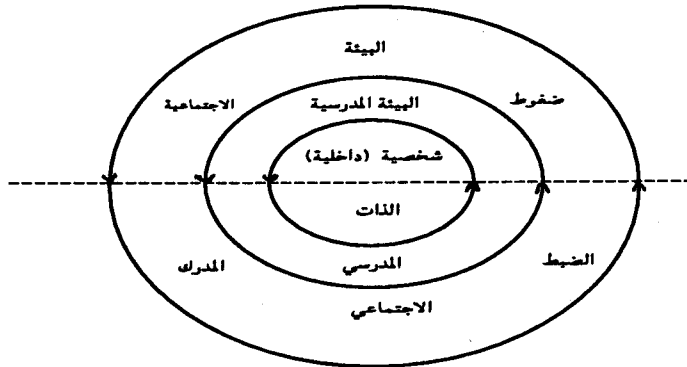 البيئة
ضغوط
الاجتماعية
البيئة المدرسية
شخصية (داخلية)
الذات
الضبط
المدرسي
المدرك
الاجتماعي